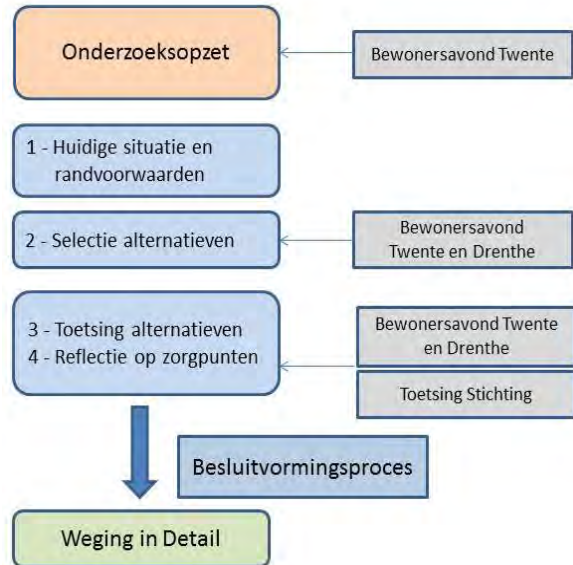 Onderzoeksopzet
Bewonersavond Twente
1 - Huidige situatie en
randvoorwaarden
2 - Selectie alternatieven
Bewonersavond
Twente en Drenthe
3 - Toetsing alternatieven
4 - Reflectie op zorgpunten
Bewonersavond Twente
en Drenthe
Toetsing Stichting
Besluitvormingsproces
Weging in Detail